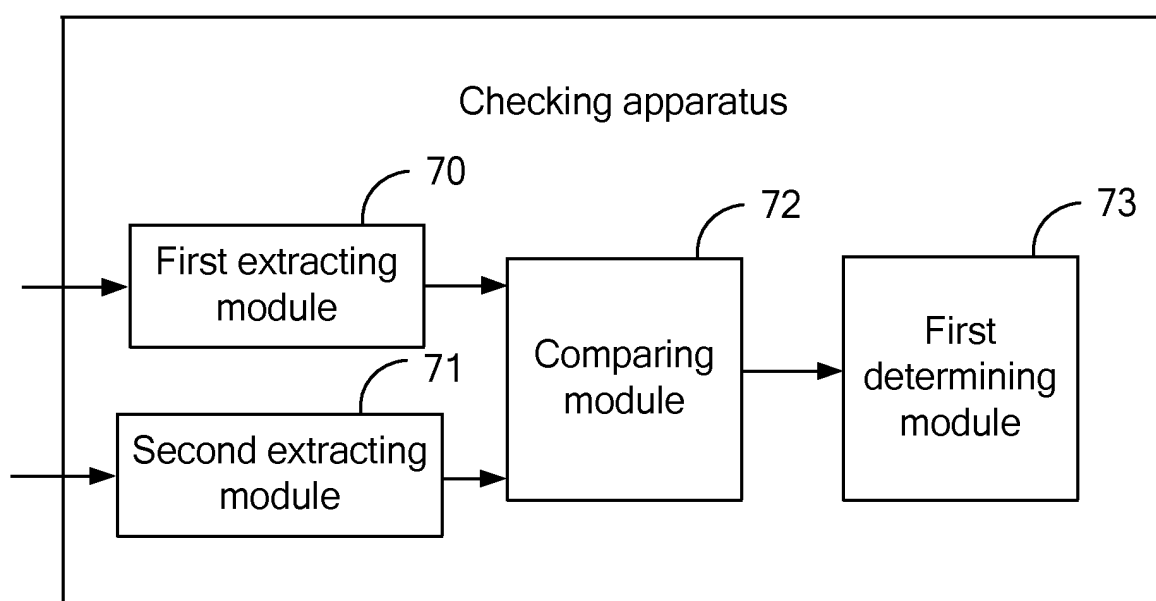 Checking apparatus
70
First extracting
module
71
Second extracting
module
72
Comparing
module
73
First
determining
module